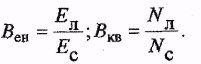 B_ен = E_л / E_с ; B_кв = N_л / N_с .